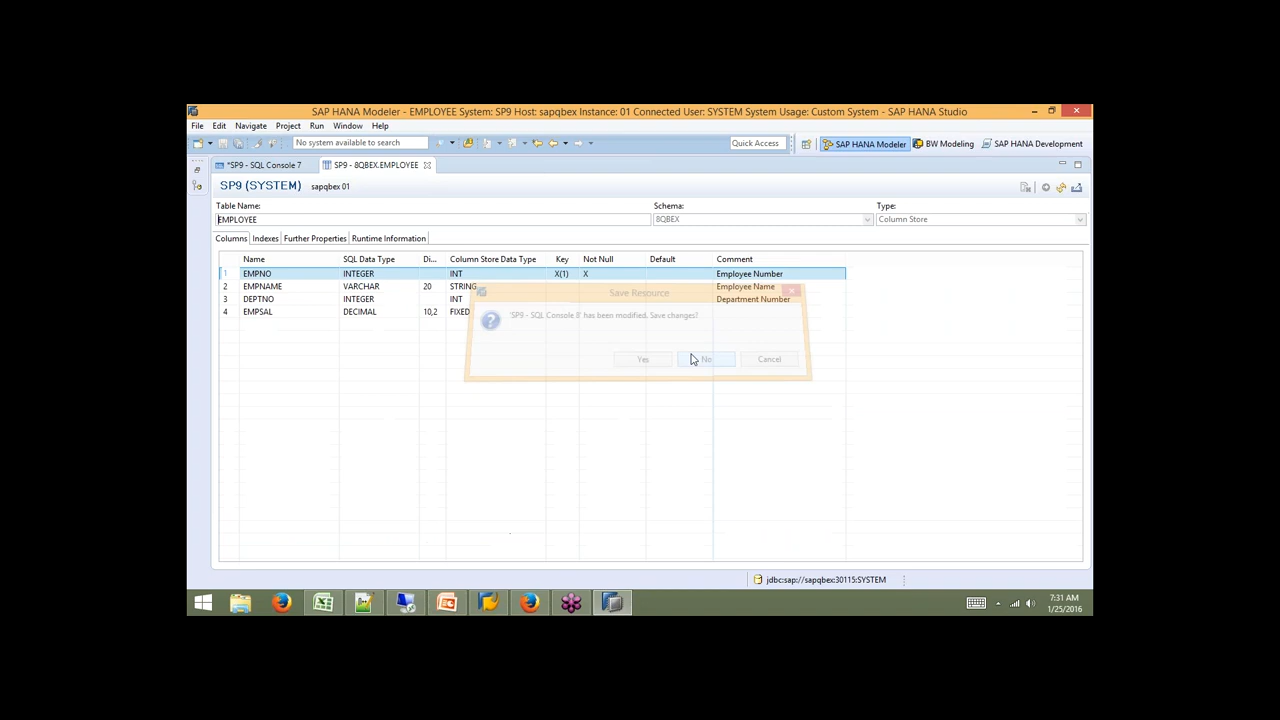 SAP HANA Modeler - EMPLOYEE System: SP9 Host: sapqbex Instance: 01 Connected User: SYSTEM System Usage: Custom System - SAP HANA Studio
File Edit Navigate Project Run Window Help
No system available to search Quick Access SAP HANA Modeler BW Modeling SAP HANA Development
*SP9 - SQL Console 7 SP9 - 8QBEX.EMPLOYEE
SP9 (SYSTEM) sapqbex 01
Table Name: Schema: Type:
EMPLOYEE 8QBEX Column Store
Columns Indexes Further Properties Runtime Information
Name SQL Data Type Di... Column Store Data Type Key Not Null Default Comment
1 EMPNO INTEGER INT X(1) X Employee Number
2 EMPNAME VARCHAR 20 STRING Employee Name
3 DEPTNO INTEGER INT Department Number
4 EMPSAL DECIMAL 10,2 FIXED
Save Resource
'SP9 - SQL Console 8' has been modified. Save changes?
Yes No Cancel
jdbc:sap://sapqbex:30115:SYSTEM
7:31 AM
1/25/2016